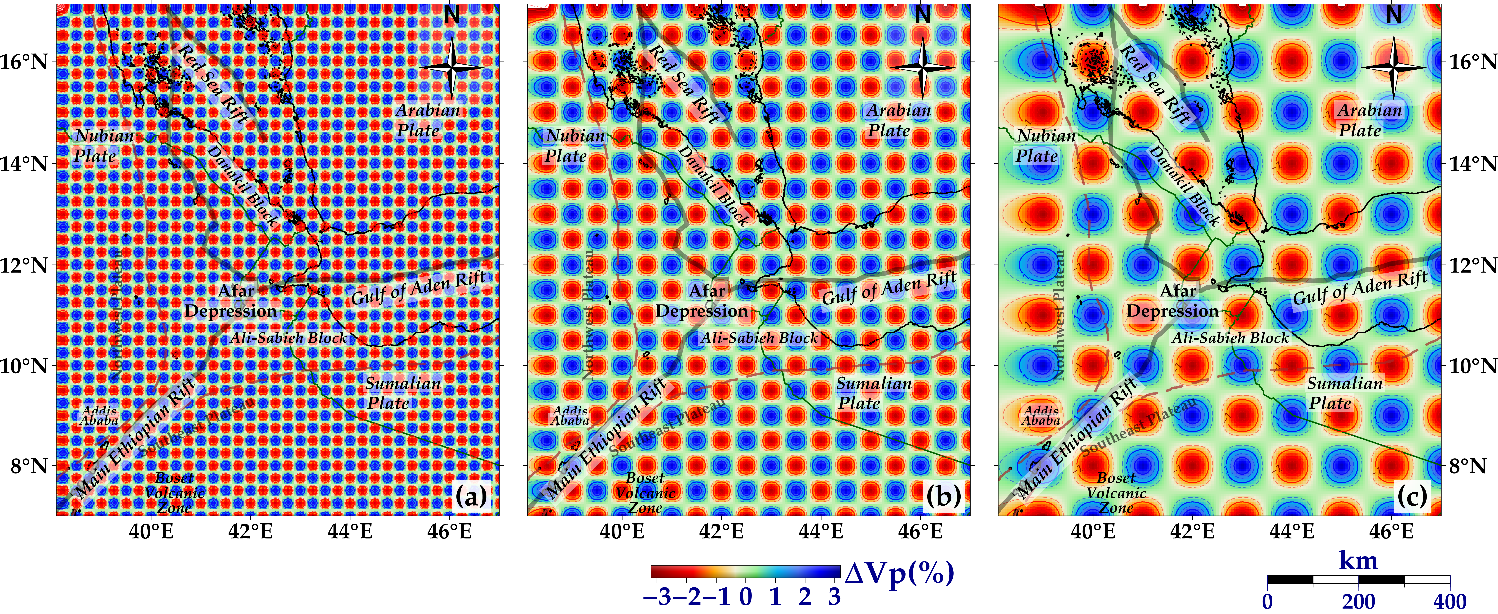 N
N
N
16°N
14°N
12°N
10°N
8°N
Red Sea Rift
Arabian
Plate
Nubian
Plate
Danakil Block
Northwest Plateau
Afar
Depression
Gulf of Aden Rift
Ali-Sabieh Block
Sumalian
Plate
Addis
Ababa
Main Ethiopian Rift
Southeast Plateau
Boset
Volcanic
Zone
(a)
40°E
42°E
44°E
46°E
Red Sea Rift
Arabian
Plate
Nubian
Plate
Danakil Block
Northwest Plateau
Afar
Depression
Gulf of Aden Rift
Ali-Sabieh Block
Sumalian
Plate
Addis
Ababa
Main Ethiopian Rift
Southeast Plateau
Boset
Volcanic
Zone
(b)
40°E
42°E
44°E
46°E
Red Sea Rift
Arabian
Plate
Nubian
Plate
Danakil Block
Northwest Plateau
Afar
Depression
Gulf of Aden Rift
Ali-Sabieh Block
Sumalian
Plate
Addis
Ababa
Main Ethiopian Rift
Southeast Plateau
Boset
Volcanic
Zone
(c)
16°N
14°N
12°N
10°N
8°N
40°E
42°E
44°E
46°E
ΔVp(%)
−3 −2 −1 0 1 2 3
km
0 200 400